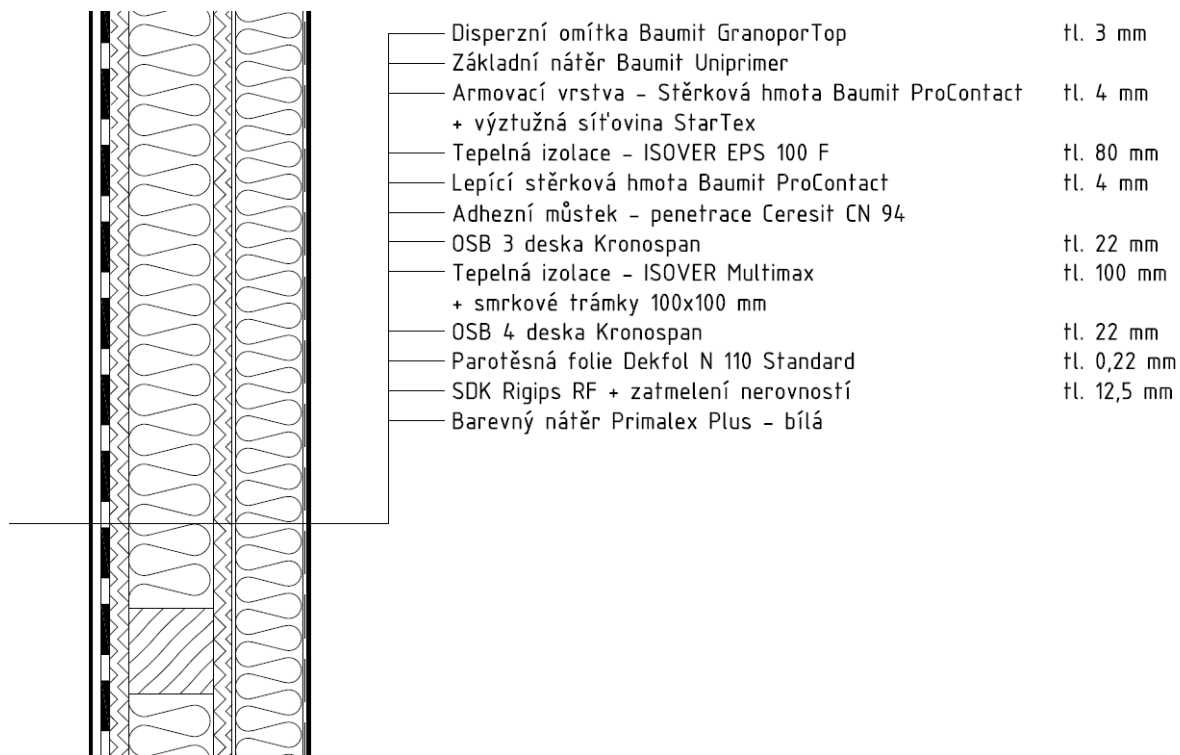 Disperzní omítka Baumit GranoporTop tl. 3 mm
Základní nátěr Baumit Uniprimer
Armovací vrstva - Stěrková hmota Baumit ProContact tl. 4 mm
+ výztužná síťovina StarTex
Tepelná izolace - ISOVER EPS 100 F tl. 80 mm
Lepící stěrková hmota Baumit ProContact tl. 4 mm
Adhezní můstek - penetrace Ceresit CN 94
OSB 3 deska Kronospan tl. 22 mm
Tepelná izolace - ISOVER Multimax tl. 100 mm
+ smrkové trámky 100x100 mm
OSB 4 deska Kronospan tl. 22 mm
Parotěsná folie Dekfol N 110 Standard tl. 0,22 mm
SDK Rigips RF + zatmelení nerovností tl. 12,5 mm
Barevný nátěr Primalex Plus - bílá